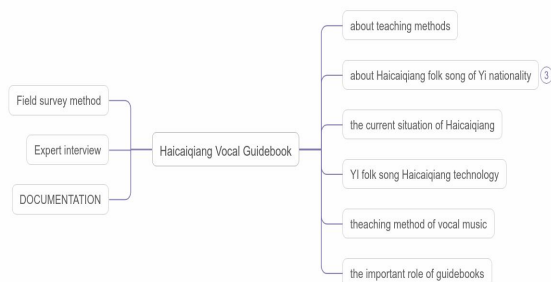 about teaching methods
about Haicaiqiang folk song of Yi nationality 3
Field survey method
the current situation of Haicaiqiang
Expert interview
Haicaiqiang Vocal Guidebook
YI folk song Haicaiqiang technology
DOCUMENTATION
theaching method of vocal music
the important role of guidebooks